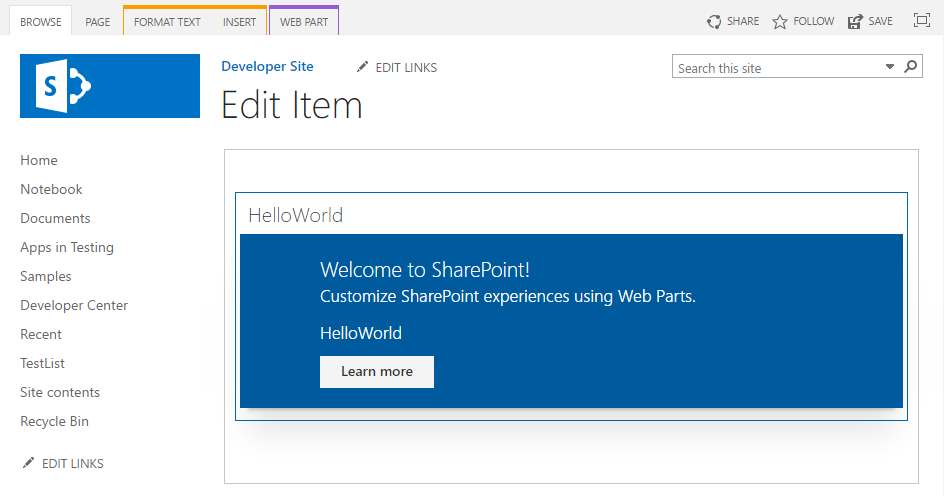 BROWSE PAGE FORMAT TEXT INSERT WEB PART SHARE FOLLOW SAVE
S
Developer Site EDIT LINKS
Search this site
Edit Item
Home
Notebook
Documents
Apps in Testing
Samples
Developer Center
Recent
TestList
Site contents
Recycle Bin
EDIT LINKS
HelloWorld
Welcome to SharePoint!
Customize SharePoint experiences using Web Parts.
HelloWorld
Learn more